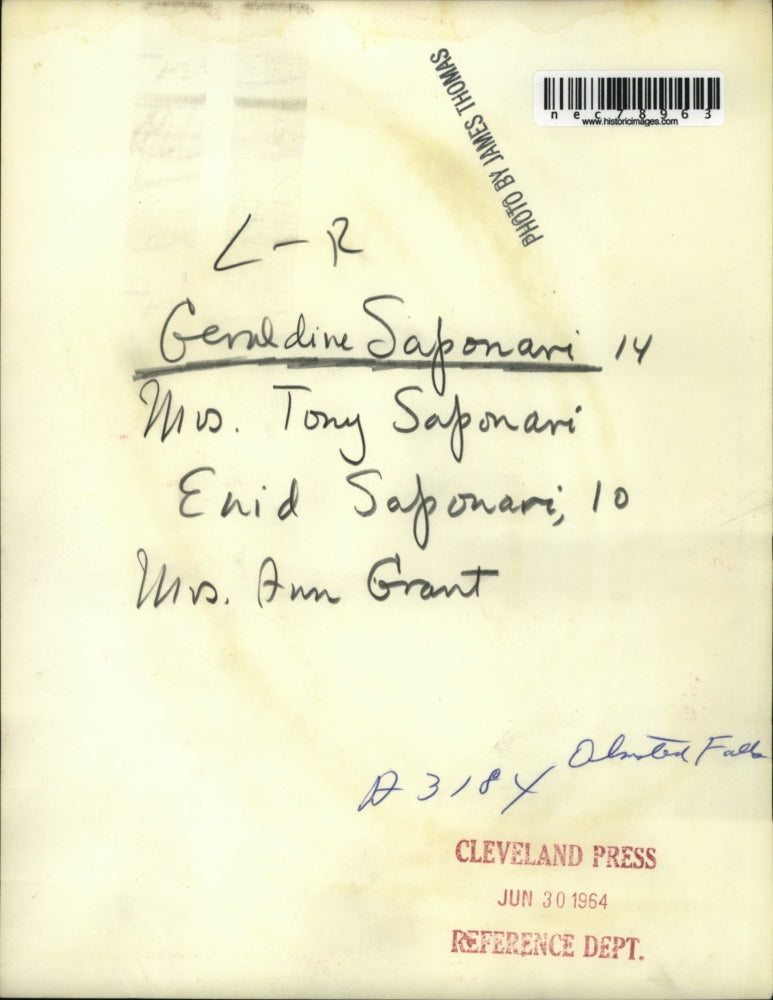 PHOTO BY JAMES THOMAS
nec78963
www.historicimages.com
L-R
Geraldine Saponari 14
Mrs. Tony Saponari
Enid Saponari, 10
Mrs. Ann Grant
Olmsted Falls
A 3184
CLEVELAND PRESS
JUN 30 1964
REFERENCE DEPT.